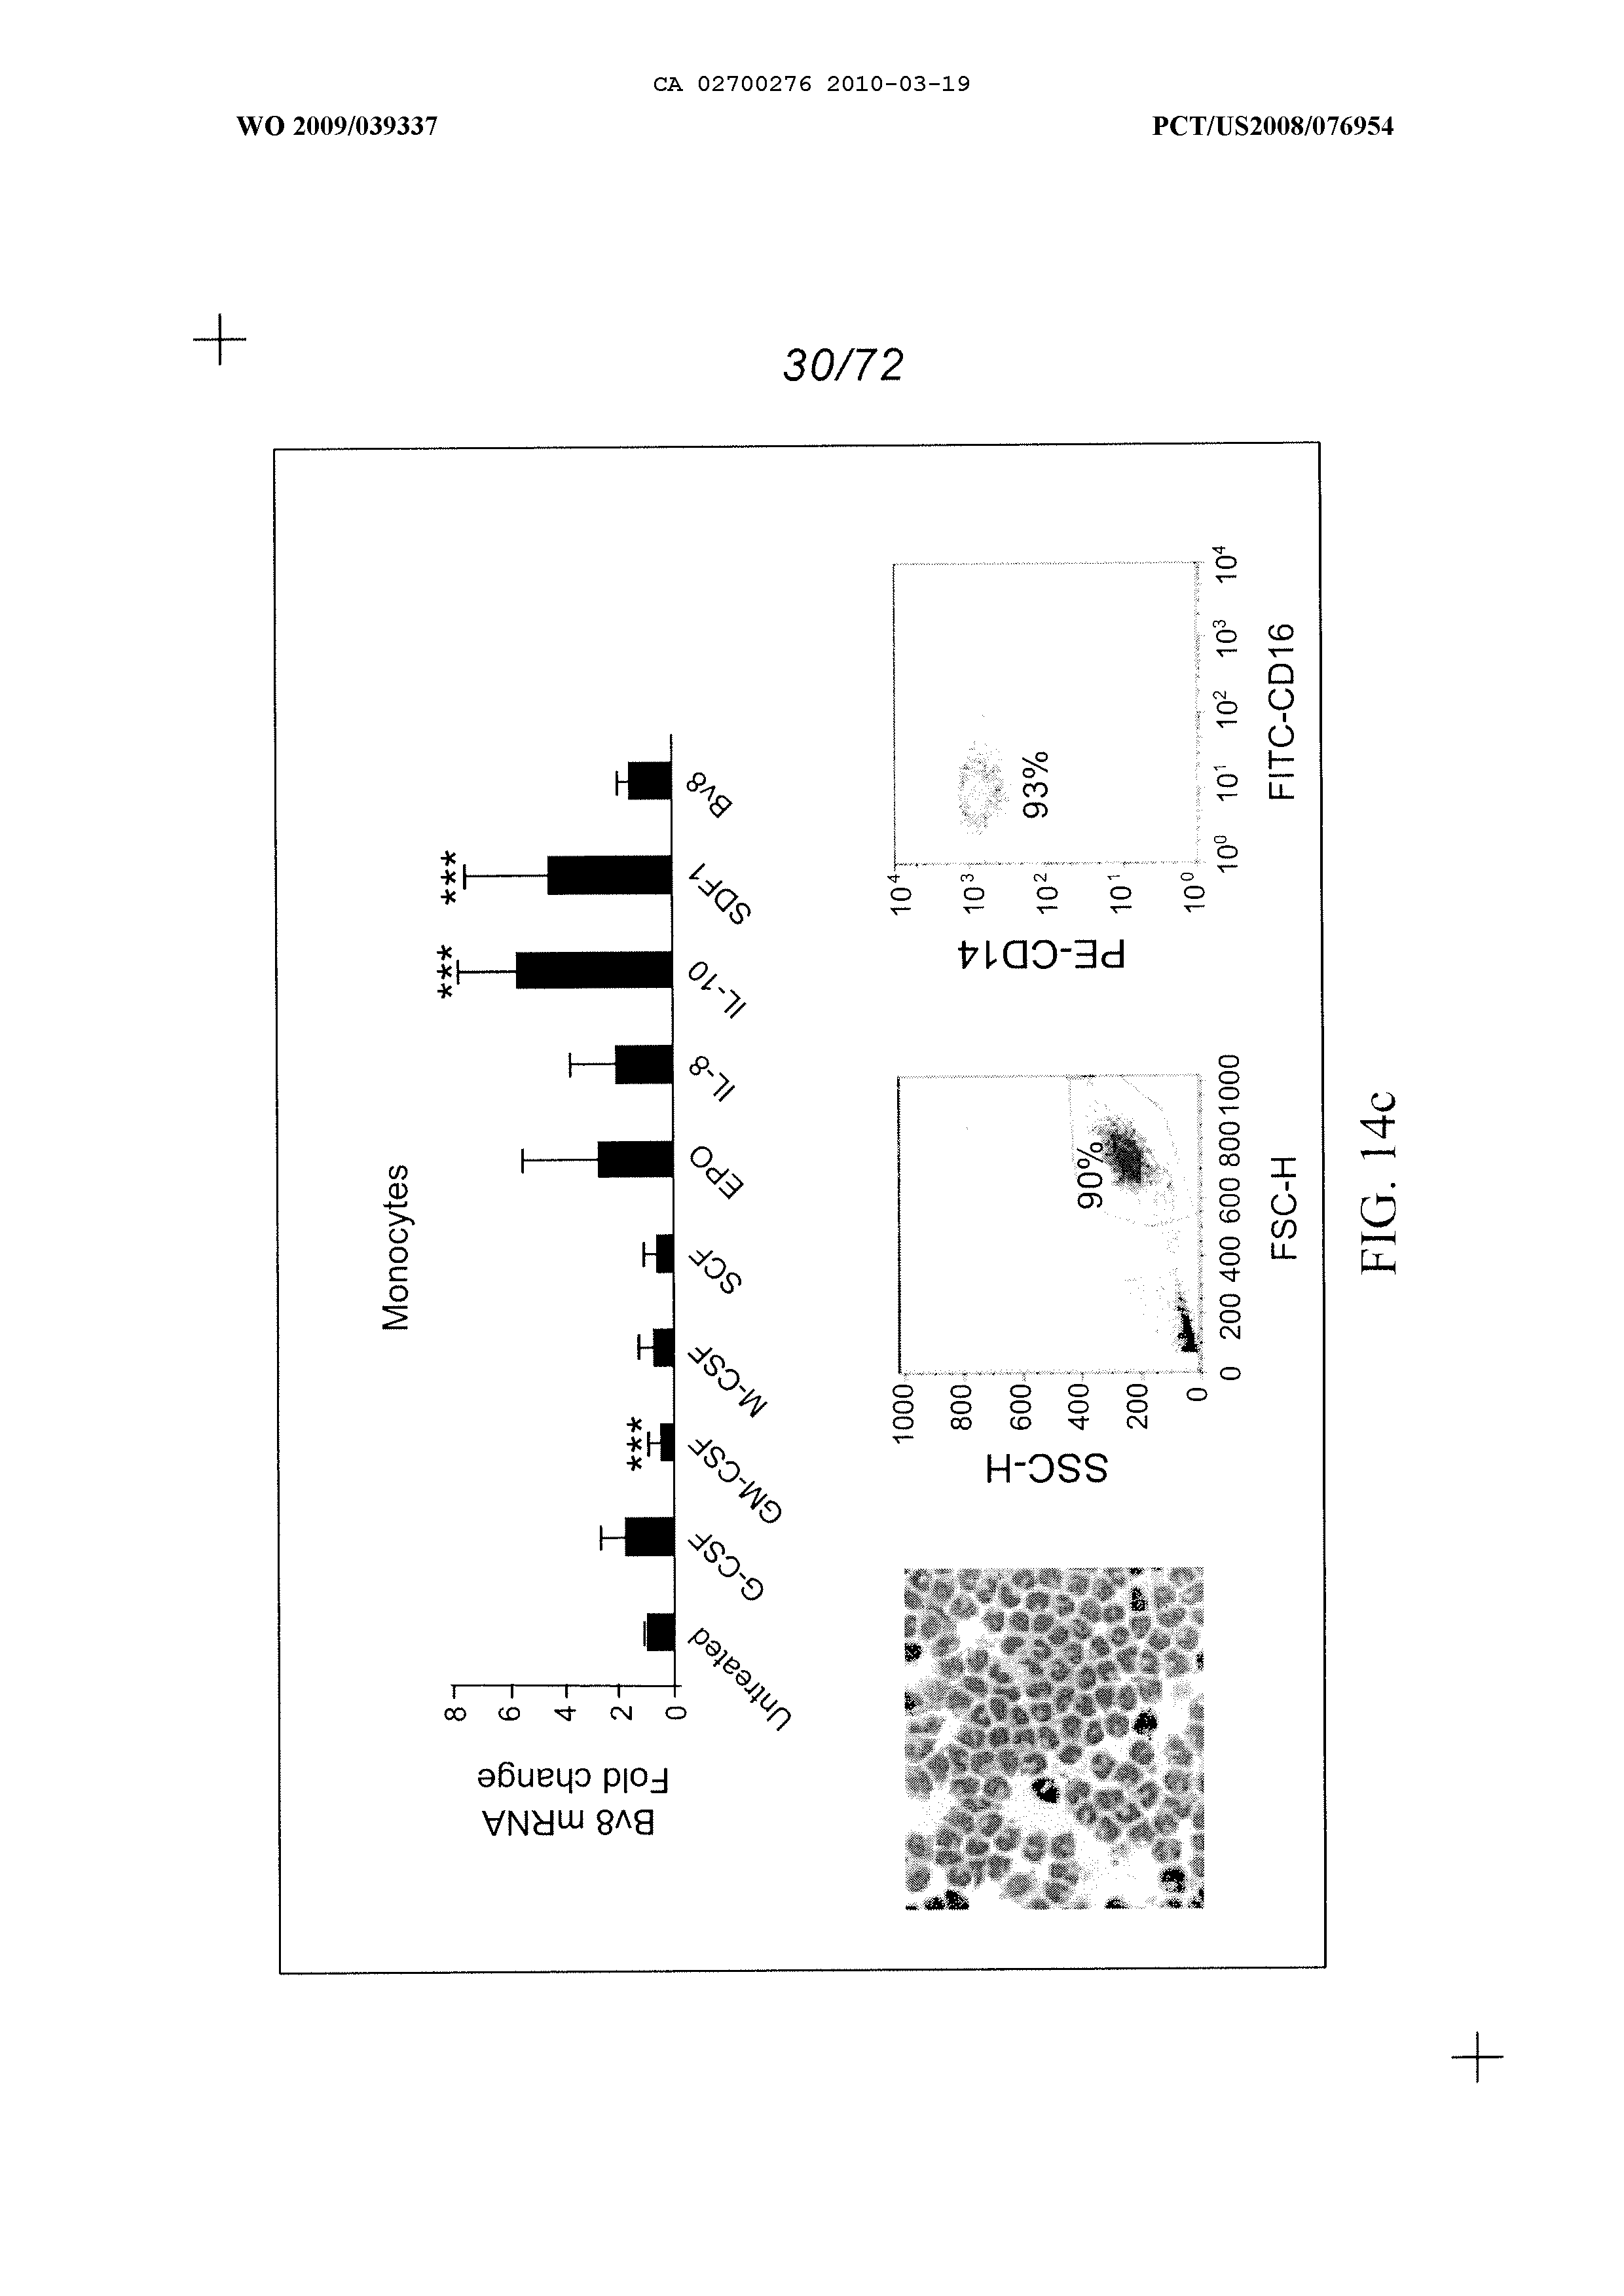 CA 02700276 2010-03-19
WO 2009/039337
PCT/US2008/076954
30/72
Monocytes
Bv8 mRNA
Fold change
8
6
4
2
0
***
***
***
Untreated
G-CSF
GM-CSF
M-CSF
SCF
EPO
IL-8
IL-10
SDF1
Bv8
SSC-H
1000
800
600
400
200
0
90%
0 200 400 600 800 1000
FSC-H
PE-CD14
10⁴
10³
10²
10¹
10⁰
93%
10⁰ 10¹ 10² 10³ 10⁴
FITC-CD16
FIG. 14c